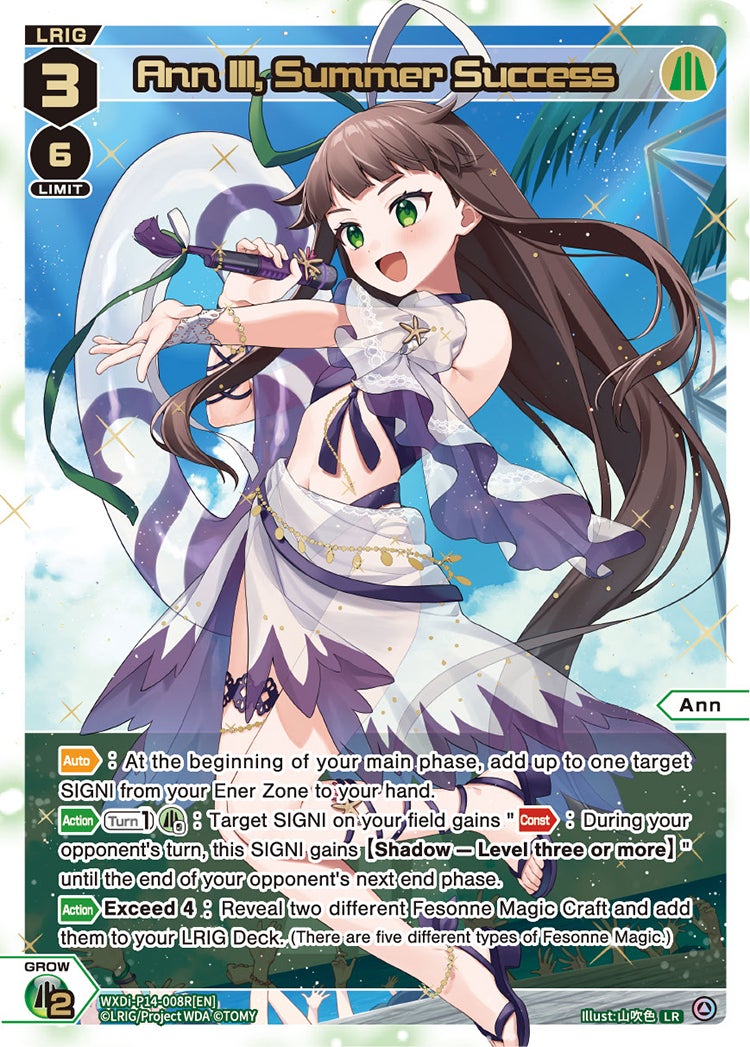 LRIG
3
Ann III, Summer Success
6
LIMIT
Ann
Auto : At the beginning of your main phase, add up to one target
SIGNI from your Ener Zone to your hand.
Action Turn 1 0 : Target SIGNI on your field gains " Const : During your
opponent's turn, this SIGNI gains 【Shadow – Level three or more】"
until the end of your opponent's next end phase.
Action Exceed 4 : Reveal two different Fesonne Magic Craft and add
them to your LRIG Deck. (There are five different types of Fesonne Magic.)
GROW
2
WXDi-P14-008R[EN]
©LRIG/Project WDA ©TOMY
Illust:山吹色 LR